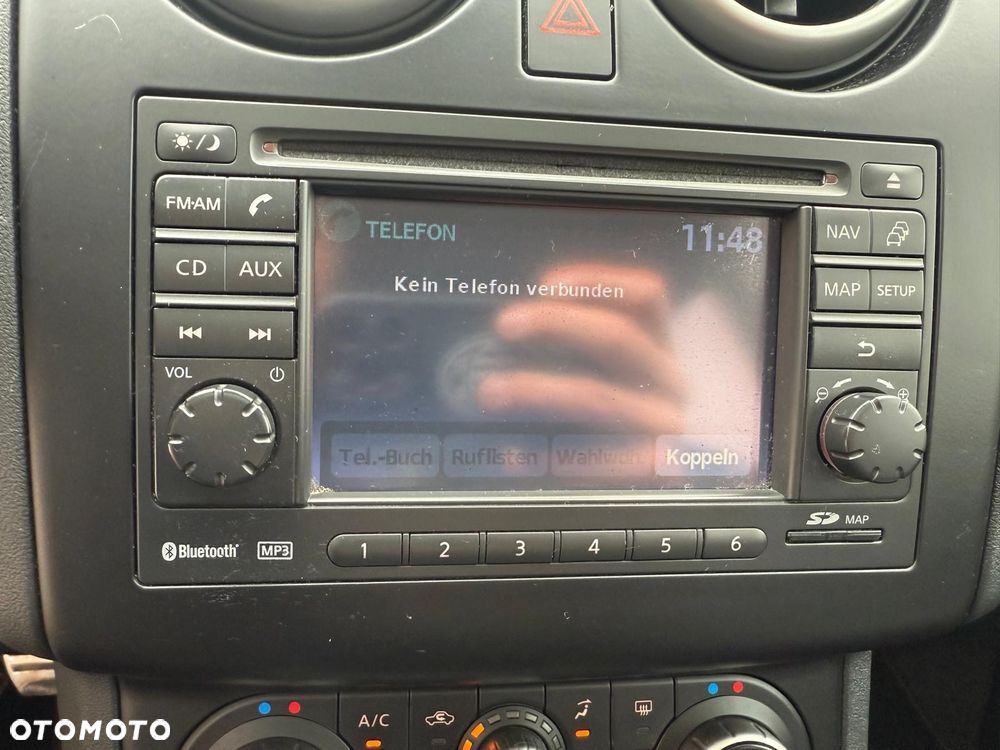 FM·AM
CD
AUX
VOL
TELEFON
11:48
Kein Telefon verbunden
Tel.-Buch Ruflisten Wahlwdh. Koppeln
NAV
MAP
SETUP
Bluetooth
MP3
1 2 3 4 5 6
SD MAP
A/C
OTOMOTO